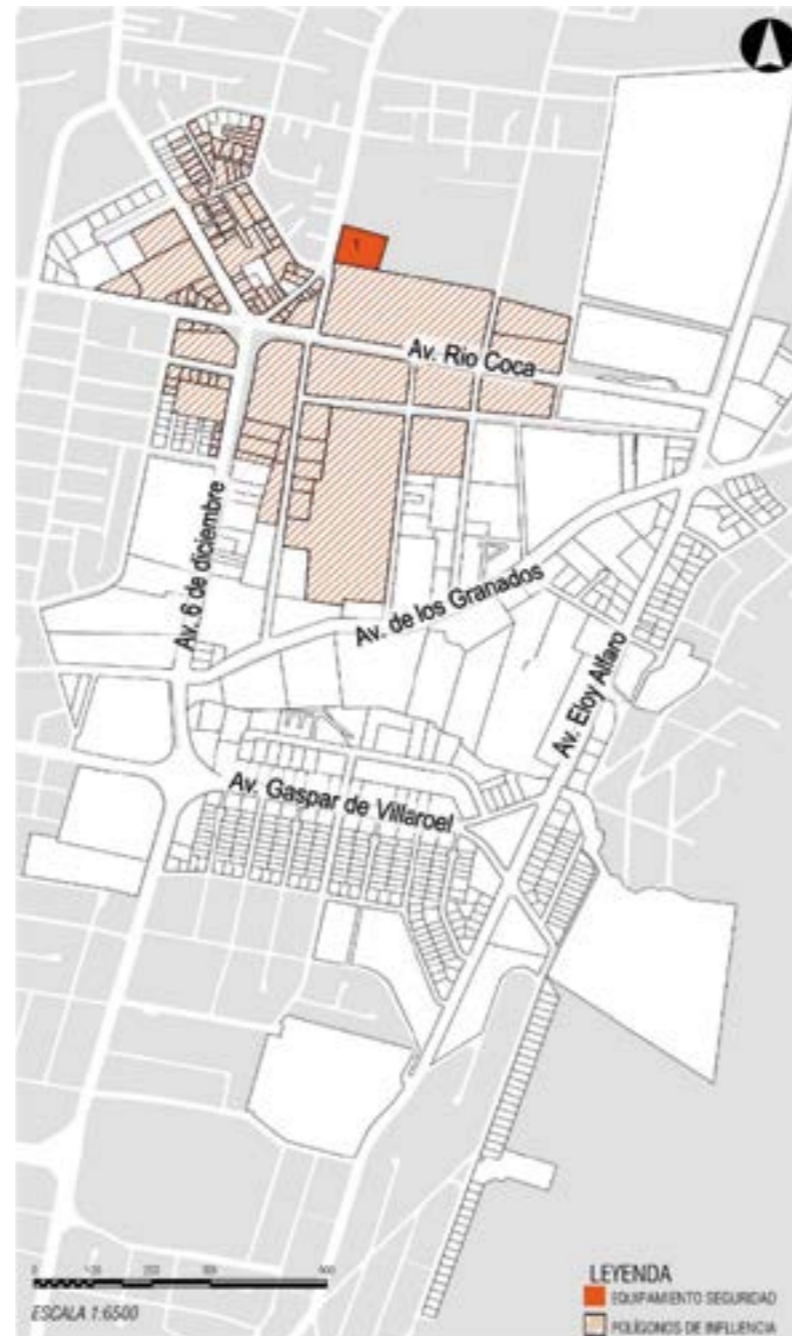 1
Av. Rio Coca
Av. 6 de diciembre
Av. de los Granados
Av. Eloy Alfaro
Av. Gaspar de Villaroel
0
ESCALA 1:6500
LEYENDA
EQUIPAMIENTO SEGURIDAD
POLÍGONOS DE INFLUENCIA